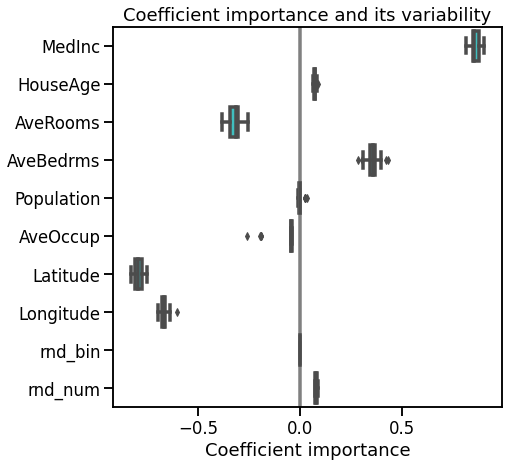 Coefficient importance and its variability
MedInc
HouseAge
AveRooms
AveBedrms
Population
AveOccup
Latitude
Longitude
rnd_bin
rnd_num
−0.5 0.0 0.5
Coefficient importance